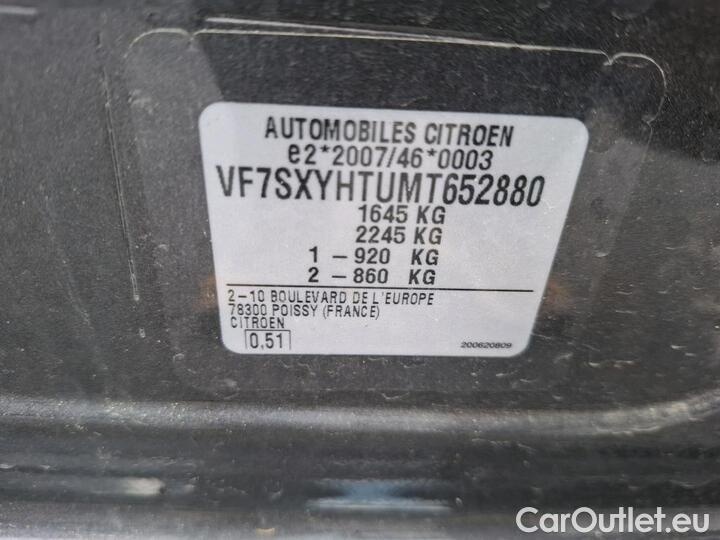 AUTOMOBILES CITROEN
e2*2007/46*0003
VF7SXYHTUMT652880
1645 KG
2245 KG
1 – 920 KG
2 – 860 KG
2–10 BOULEVARD DE L'EUROPE
78300 POISSY (FRANCE)
CITROEN
0,51
200620809
CarOutlet.eu